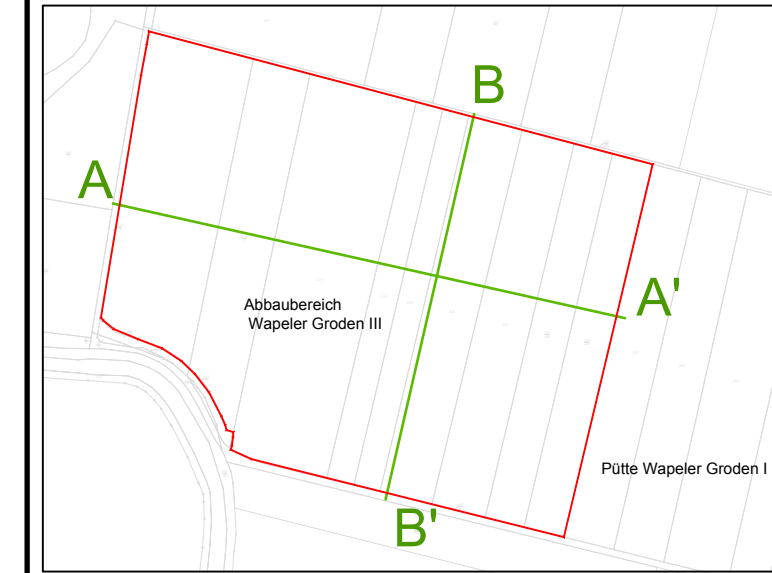 B
A
A'
Abbaubereich
Wapeler Groden III
Pütte Wapeler Groden I
B'